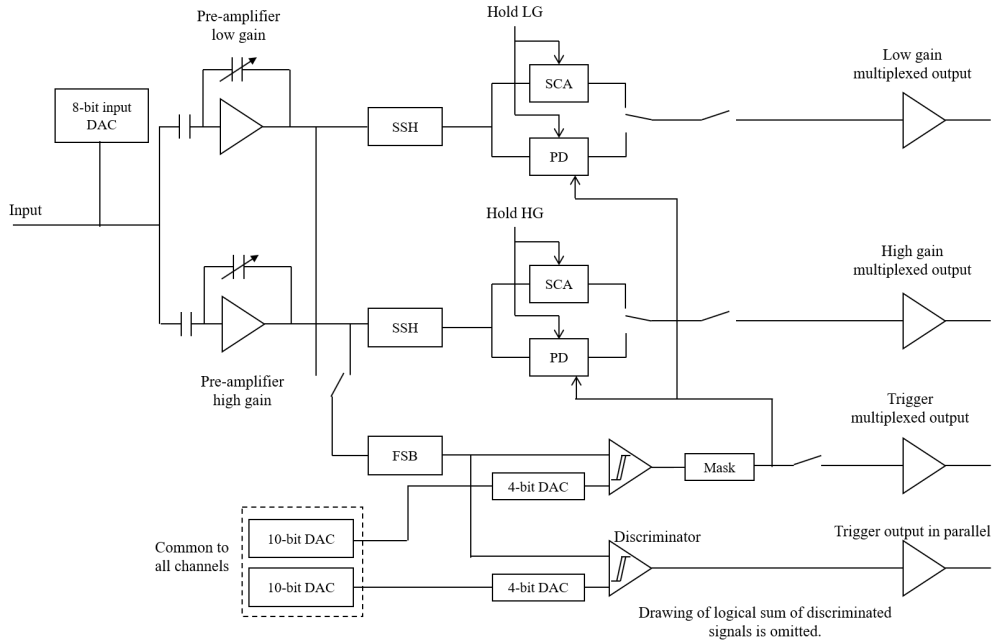 Hold LG
Pre-amplifier
low gain
Low gain
multiplexed output
8-bit input
DAC
SCA
SSH
PD
Input
Hold HG
High gain
multiplexed output
SCA
SSH
PD
Pre-amplifier
high gain
Trigger
multiplexed output
FSB
Mask
4-bit DAC
Common to
all channels
10-bit DAC
Discriminator
Trigger output in parallel
10-bit DAC
4-bit DAC
Drawing of logical sum of discriminated
signals is omitted.